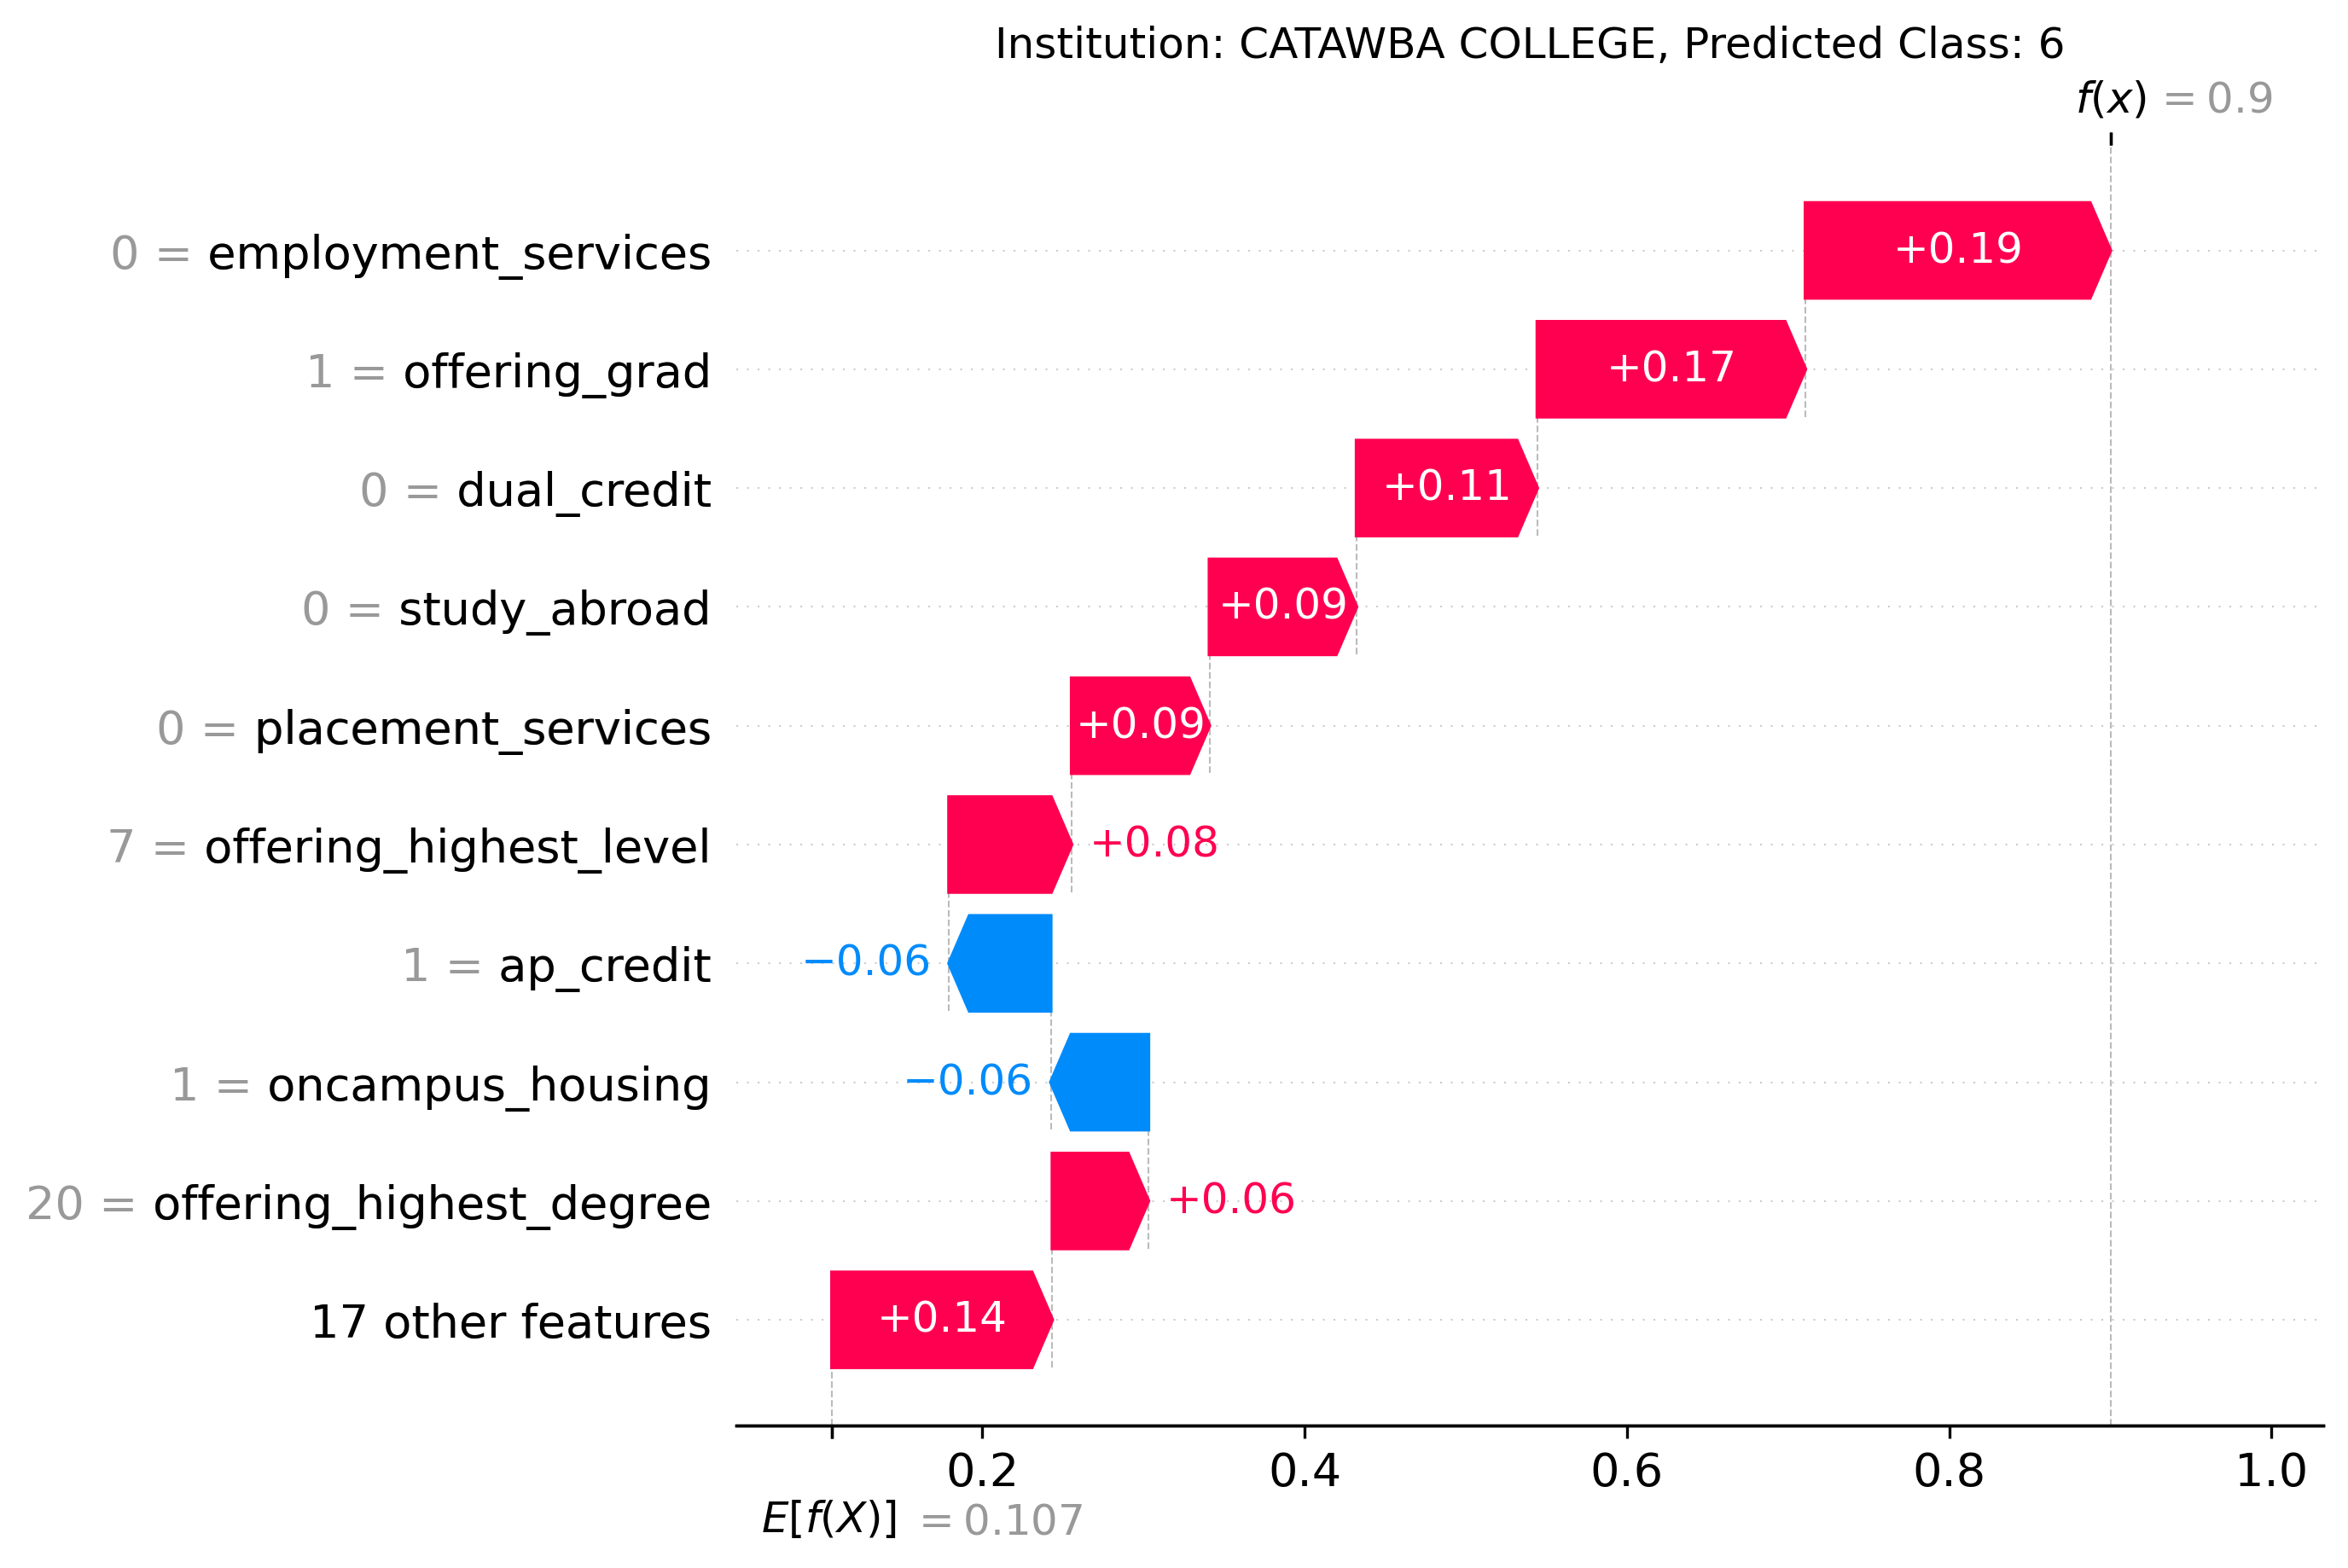 Institution: CATAWBA COLLEGE, Predicted Class: 6
f(x) = 0.9
0 = employment_services +0.19
1 = offering_grad +0.17
0 = dual_credit +0.11
0 = study_abroad +0.09
0 = placement_services +0.09
7 = offering_highest_level +0.08
1 = ap_credit −0.06
1 = oncampus_housing −0.06
20 = offering_highest_degree +0.06
17 other features +0.14
0.2 0.4 0.6 0.8 1.0
E[f(X)] = 0.107